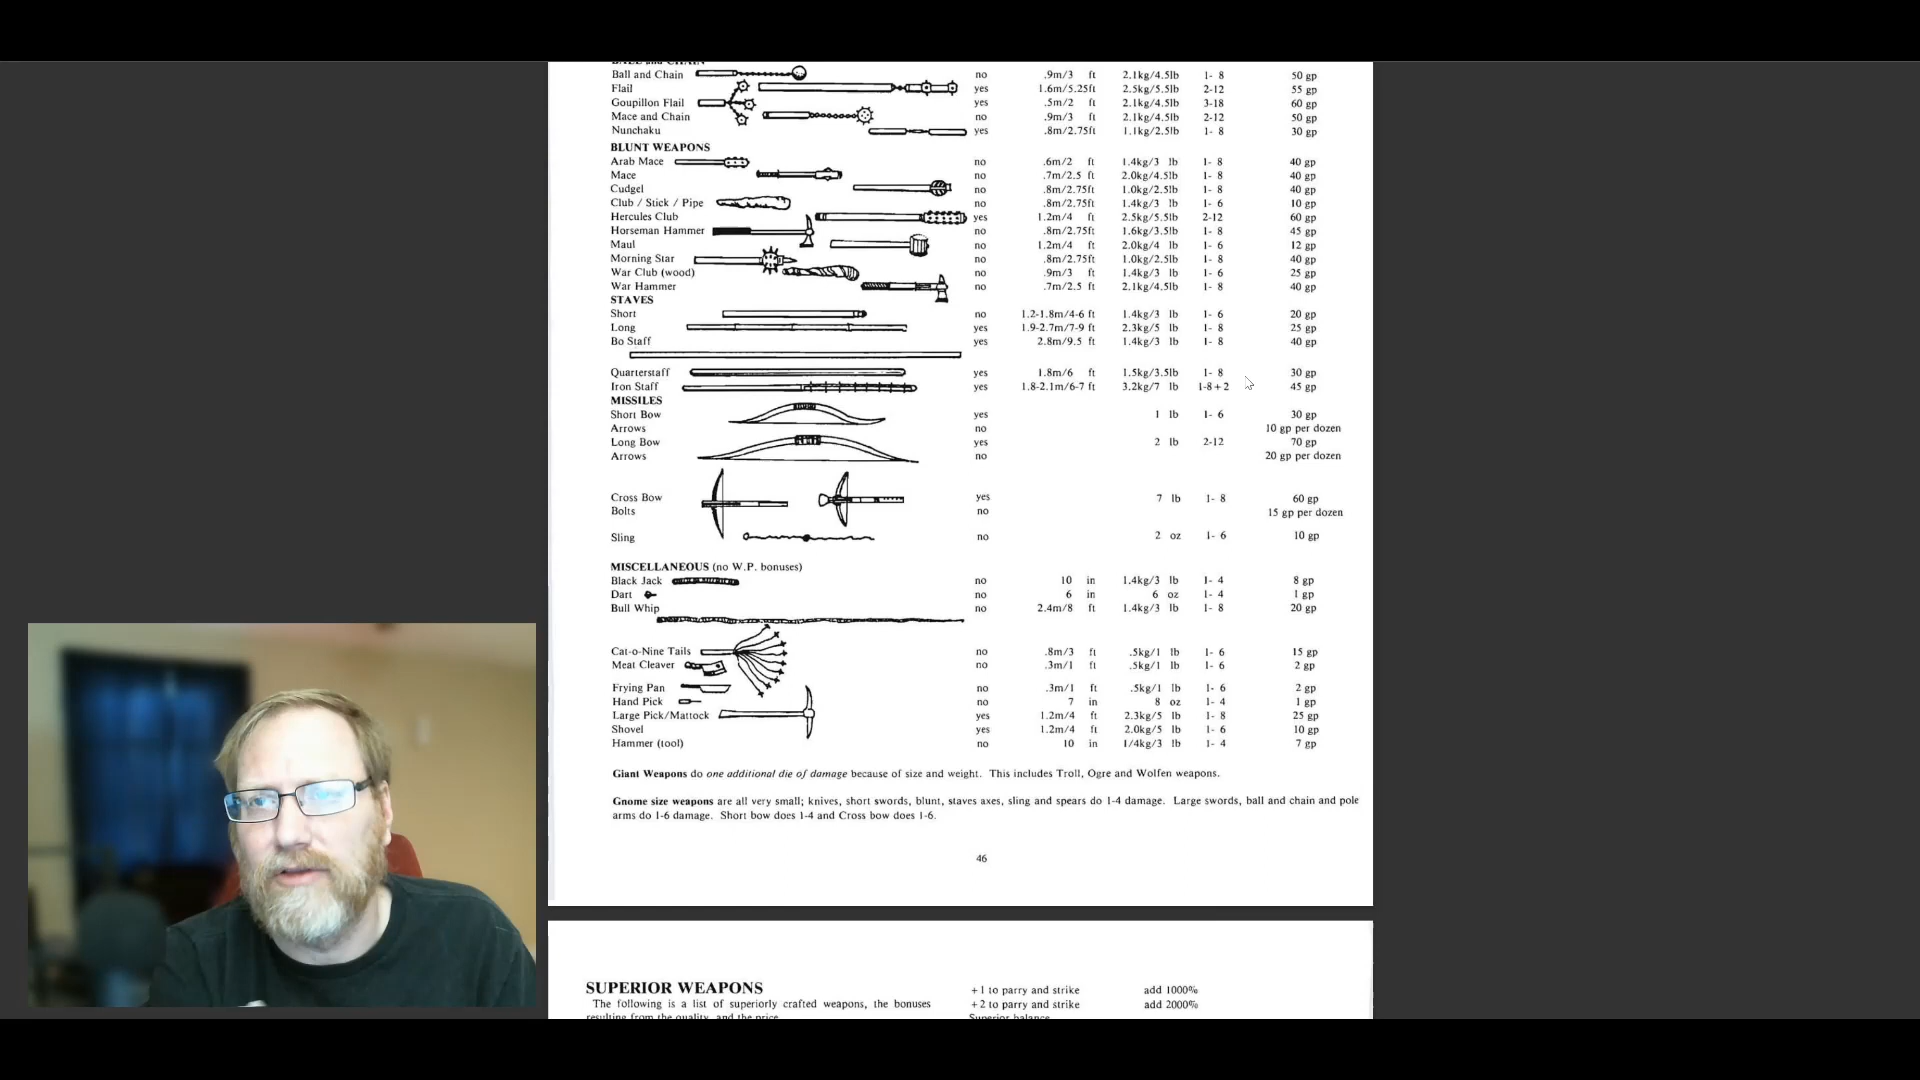 BALL and CHAIN
Ball and Chain no .9m/3 ft 2.1kg/4.5lb 1- 8 50 gp
Flail yes 1.6m/5.25ft 2.5kg/5.5lb 2-12 55 gp
Goupillon Flail yes .5m/2 ft 2.1kg/4.5lb 3-18 60 gp
Mace and Chain no .9m/3 ft 2.1kg/4.5lb 2-12 50 gp
Nunchaku yes .8m/2.75ft 1.1kg/2.5lb 1- 8 30 gp
BLUNT WEAPONS
Arab Mace no .6m/2 ft 1.4kg/3 lb 1- 8 40 gp
Mace no .7m/2.5 ft 2.0kg/4.5lb 1- 8 40 gp
Cudgel no .8m/2.75ft 1.0kg/2.5lb 1- 8 40 gp
Club / Stick / Pipe no .8m/2.75ft 1.4kg/3 lb 1- 6 10 gp
Hercules Club yes 1.2m/4 ft 2.5kg/5.5lb 2-12 60 gp
Horseman Hammer no .8m/2.75ft 1.6kg/3.5lb 1- 8 45 gp
Maul no 1.2m/4 ft 2.0kg/4 lb 1- 6 12 gp
Morning Star no .8m/2.75ft 1.0kg/2.5lb 1- 8 40 gp
War Club (wood) no .9m/3 ft 1.4kg/3 lb 1- 6 25 gp
War Hammer no .7m/2.5 ft 2.1kg/4.5lb 1- 8 40 gp
STAVES
Short no 1.2-1.8m/4-6 ft 1.4kg/3 lb 1- 6 20 gp
Long yes 1.9-2.7m/7-9 ft 2.3kg/5 lb 1- 8 25 gp
Bo Staff yes 2.8m/9.5 ft 1.4kg/3 lb 1- 8 40 gp
Quarterstaff yes 1.8m/6 ft 1.5kg/3.5lb 1- 8 30 gp
Iron Staff yes 1.8-2.1m/6-7 ft 3.2kg/7 lb 1-8+2 45 gp
MISSILES
Short Bow yes 1 lb 1- 6 30 gp
Arrows no 10 gp per dozen
Long Bow yes 2 lb 2-12 70 gp
Arrows no 20 gp per dozen
Cross Bow yes 7 lb 1- 8 60 gp
Bolts no 15 gp per dozen
Sling no 2 oz 1- 6 10 gp
MISCELLANEOUS (no W.P. bonuses)
Black Jack no 10 in 1.4kg/3 lb 1- 4 8 gp
Dart no 6 in 6 oz 1- 4 1 gp
Bull Whip no 2.4m/8 ft 1.4kg/3 lb 1- 8 20 gp
Cat-o-Nine Tails no .8m/3 ft .5kg/1 lb 1- 6 15 gp
Meat Cleaver no .3m/1 ft .5kg/1 lb 1- 6 2 gp
Frying Pan no .3m/1 ft .5kg/1 lb 1- 6 2 gp
Hand Pick no 7 in 8 oz 1- 4 1 gp
Large Pick/Mattock yes 1.2m/4 ft 2.3kg/5 lb 1- 8 25 gp
Shovel yes 1.2m/4 ft 2.0kg/5 lb 1- 6 10 gp
Hammer (tool) no 10 in 1/4kg/3 lb 1- 4 7 gp
Giant Weapons do one additional die of damage because of size and weight. This includes Troll, Ogre and Wolfen weapons.
Gnome size weapons are all very small; knives, short swords, blunt, staves axes, sling and spears do 1-4 damage. Large swords, ball and chain and pole
arms do 1-6 damage. Short bow does 1-4 and Cross bow does 1-6.
46
SUPERIOR WEAPONS
The following is a list of superiorly crafted weapons, the bonuses
resulting from the quality, and the price.
+1 to parry and strike add 1000%
+2 to parry and strike add 2000%
Superior balance